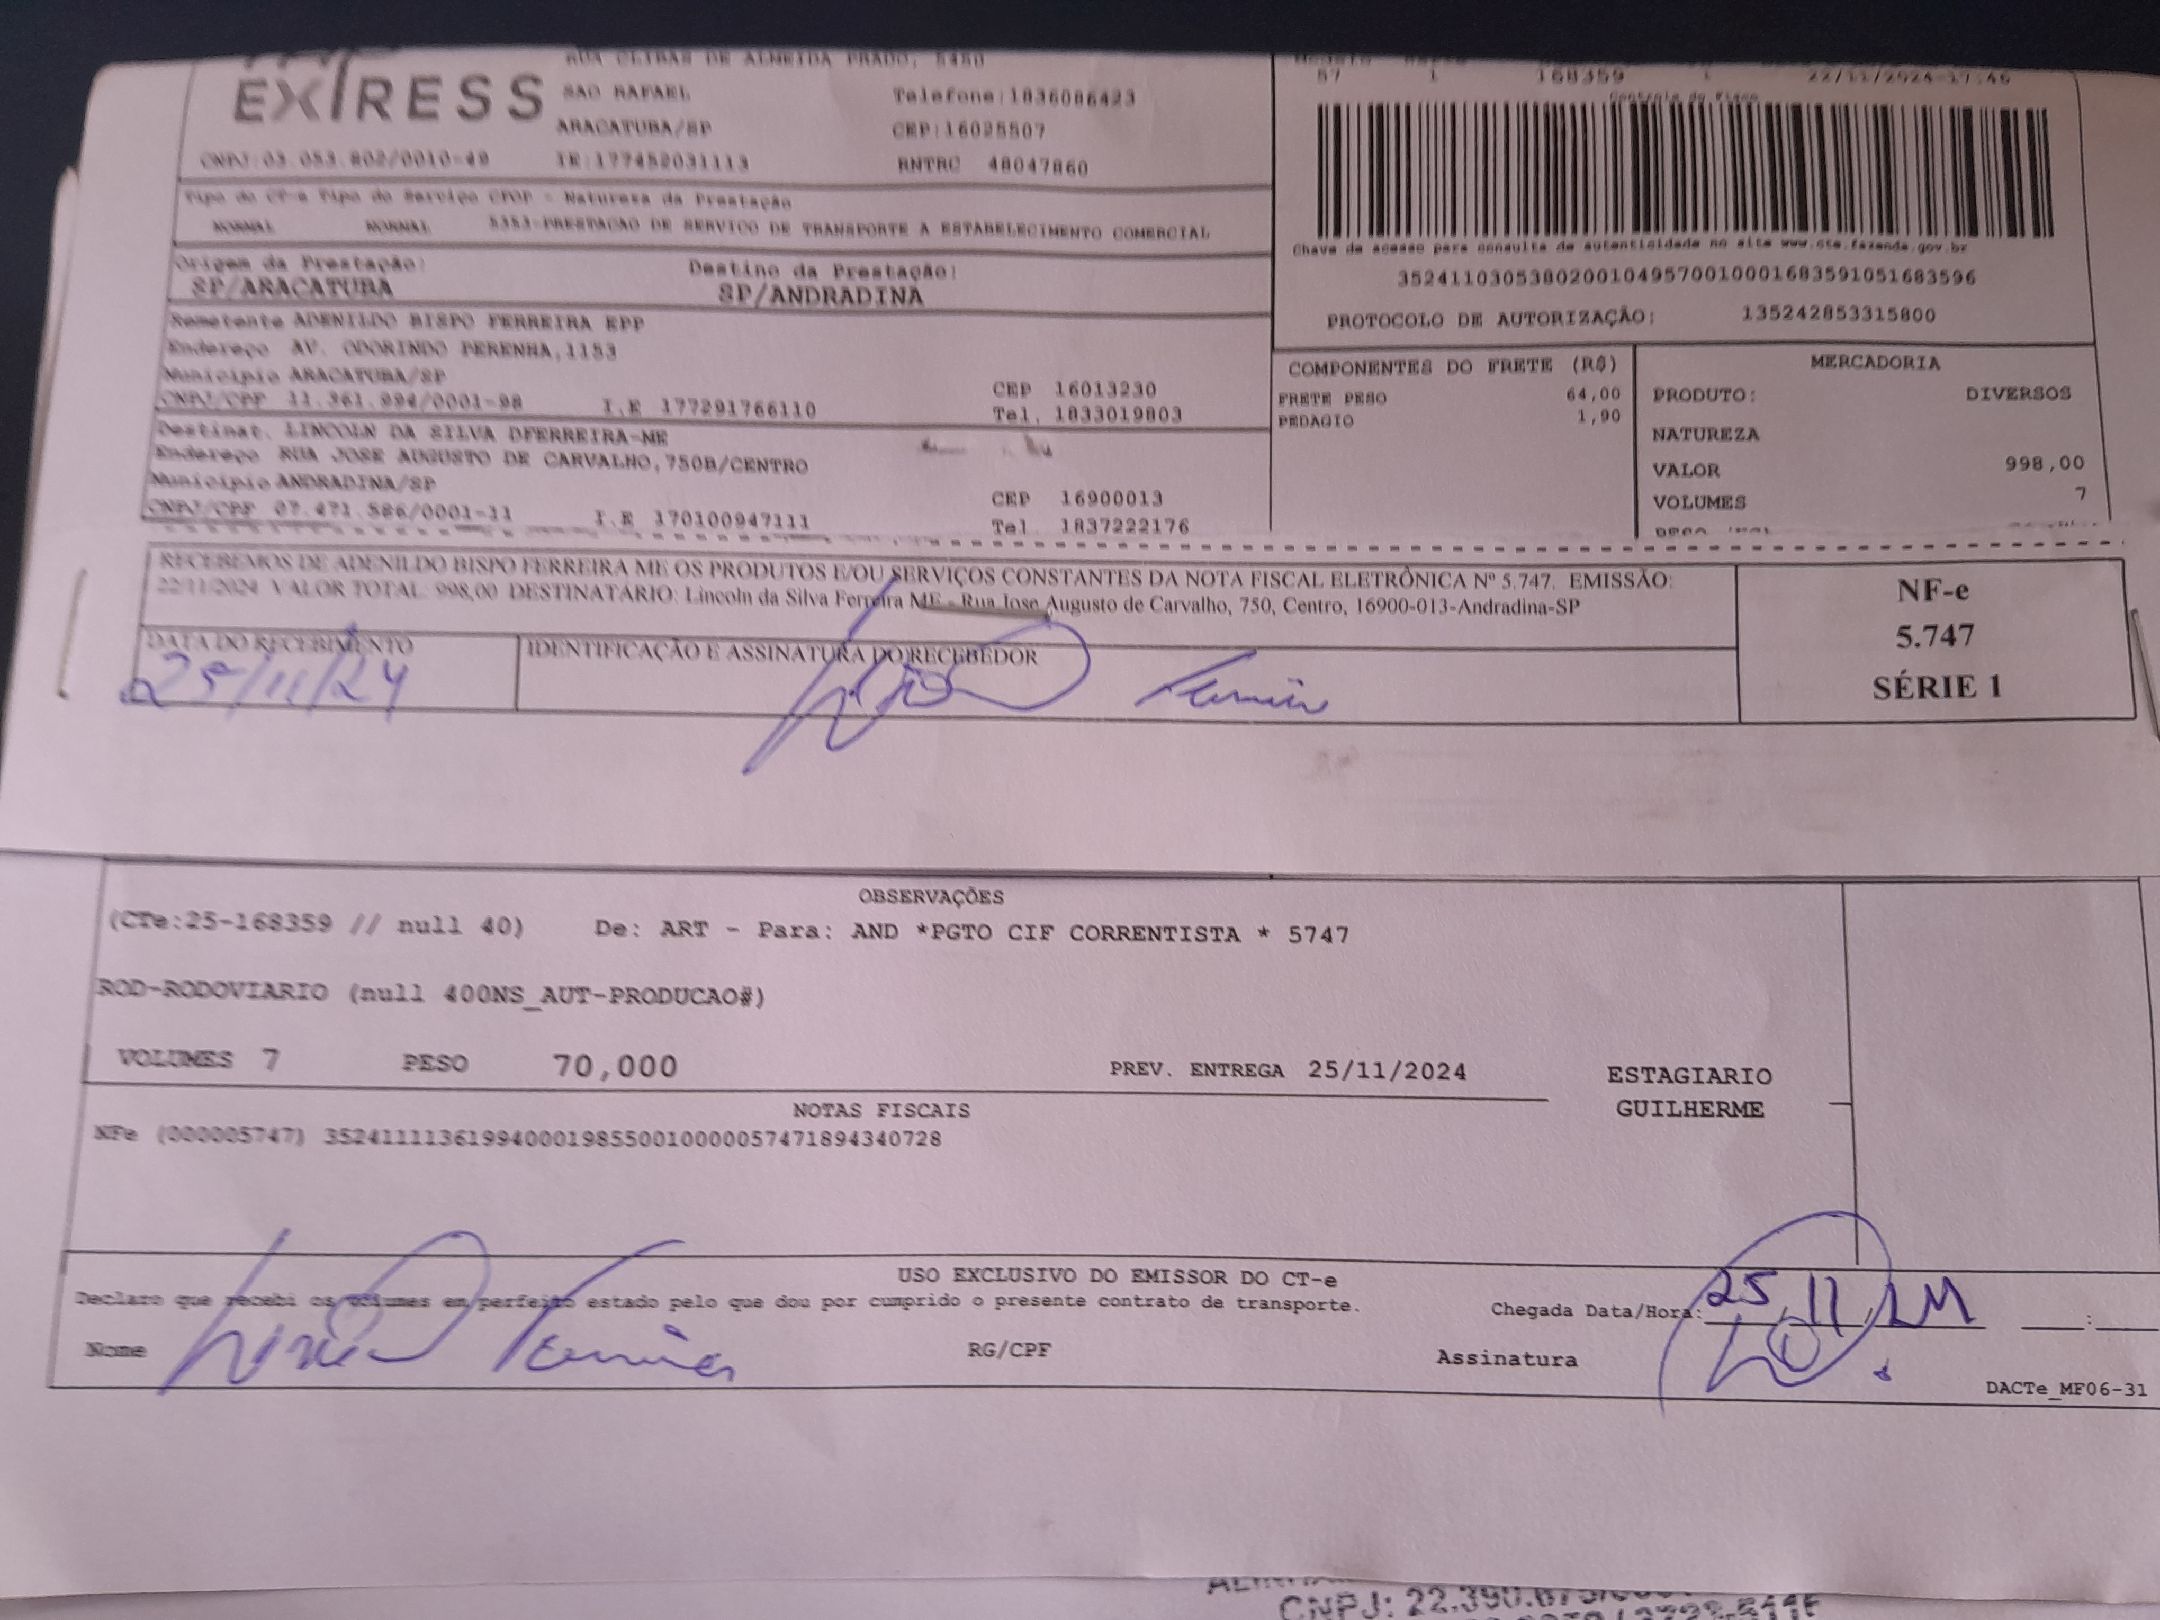 EXPRESS
RUA CLIBAS DE ALMEIDA PRADO, 5450
SAO RAFAEL
Telefone:1836086423
ARACATUBA/SP
CEP:16025507
CNPJ:03.053.802/0010-49 IE:177452031113 RNTRC 48047860
57 1 168359 1 22/11/2024-17:46
Controle do Fisco
Tipo do CT-e Tipo do Serviço CFOP - Natureza da Prestação
NORMAL NORMAL 5353-PRESTACAO DE SERVICO DE TRANSPORTE A ESTABELECIMENTO COMERCIAL
Chave de acesso para consulta de autenticidade no site www.cte.fazenda.gov.br
35241103053802001049570010001683591051683596
PROTOCOLO DE AUTORIZAÇÃO: 135242853315800
Origem da Prestação: Destino da Prestação:
SP/ARACATUBA SP/ANDRADINA
Remetente ADENILDO BISPO FERREIRA EPP
Endereço AV. ODORINDO PERENHA,1153
Município ARACATUBA/SP CEP 16013230
CNPJ/CPF 11.361.994/0001-98 I.E 177291766110 Tel. 1833019803
Destinat. LINCOLN DA SILVA DFERREIRA-ME
Endereço RUA JOSE AUGUSTO DE CARVALHO,750B/CENTRO
Município ANDRADINA/SP CEP 16900013
CNPJ/CPF 07.471.586/0001-11 I.E 170100947111 Tel. 1837222176
COMPONENTES DO FRETE (R$)
FRETE PESO 64,00
PEDAGIO 1,90
MERCADORIA
PRODUTO: DIVERSOS
NATUREZA
VALOR 998,00
VOLUMES 7
RECEBEMOS DE ADENILDO BISPO FERREIRA ME OS PRODUTOS E/OU SERVIÇOS CONSTANTES DA NOTA FISCAL ELETRÔNICA Nº 5.747. EMISSÃO:
22/11/2024 VALOR TOTAL: 998,00 DESTINATÁRIO: Lincoln da Silva Ferreira ME - Rua Jose Augusto de Carvalho, 750, Centro, 16900-013-Andradina-SP
DATA DO RECEBIMENTO IDENTIFICAÇÃO E ASSINATURA DO RECEBEDOR
25/11/24
NF-e
5.747
SÉRIE 1
OBSERVAÇÕES
(CTe:25-168359 // null 40) De: ART - Para: AND *PGTO CIF CORRENTISTA * 5747
ROD-RODOVIARIO (null 400NS_AUT-PRODUCAO#)
VOLUMES 7 PESO 70,000 PREV. ENTREGA 25/11/2024
ESTAGIARIO
GUILHERME
NOTAS FISCAIS
NFe (000005747) 35241111361994000198550010000057471894340728
USO EXCLUSIVO DO EMISSOR DO CT-e
Declaro que recebi os volumes em perfeito estado pelo que dou por cumprido o presente contrato de transporte.
Chegada Data/Hora: 25/11/24 __:__
Nome RG/CPF Assinatura
DACTe_MF06-31